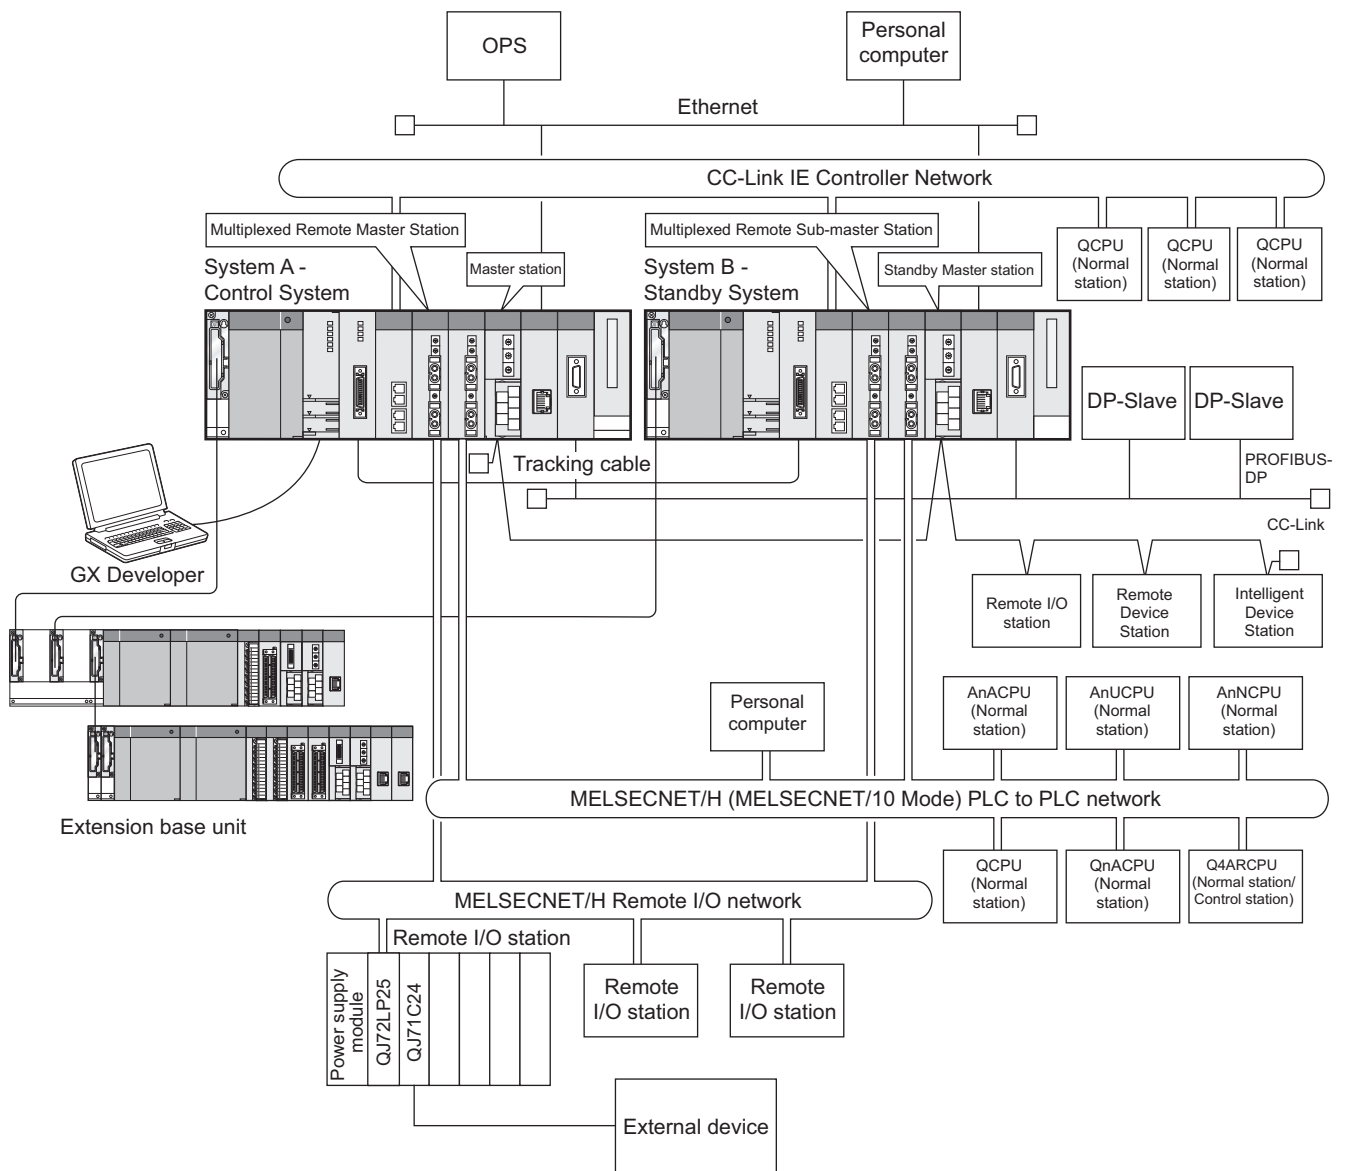 OPS
Personal
computer
Ethernet
CC-Link IE Controller Network
Multiplexed Remote Master Station
Multiplexed Remote Sub-master Station
QCPU
(Normal
station)
QCPU
(Normal
station)
QCPU
(Normal
station)
System A -
Control System
Master station
System B -
Standby System
Standby Master station
DP-Slave
DP-Slave
Tracking cable
PROFIBUS-
DP
CC-Link
GX Developer
Remote I/O
station
Remote
Device
Station
Intelligent
Device
Station
Personal
computer
AnACPU
(Normal
station)
AnUCPU
(Normal
station)
AnNCPU
(Normal
station)
MELSECNET/H (MELSECNET/10 Mode) PLC to PLC network
Extension base unit
QCPU
(Normal
station)
QnACPU
(Normal
station)
Q4ARCPU
(Normal station/
Control station)
MELSECNET/H Remote I/O network
Remote I/O station
Power supply
module
QJ72LP25
QJ71C24
Remote
I/O station
Remote
I/O station
External device